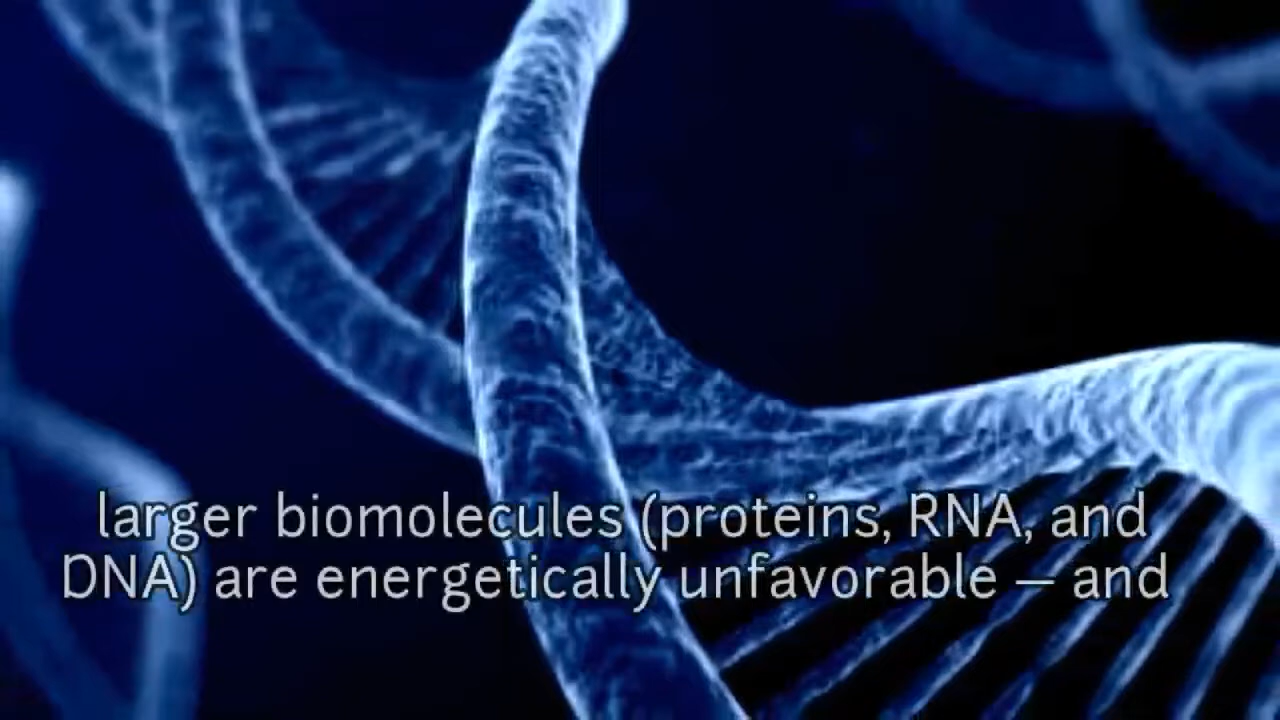 larger biomolecules (proteins, RNA, and
DNA) are energetically unfavorable – and